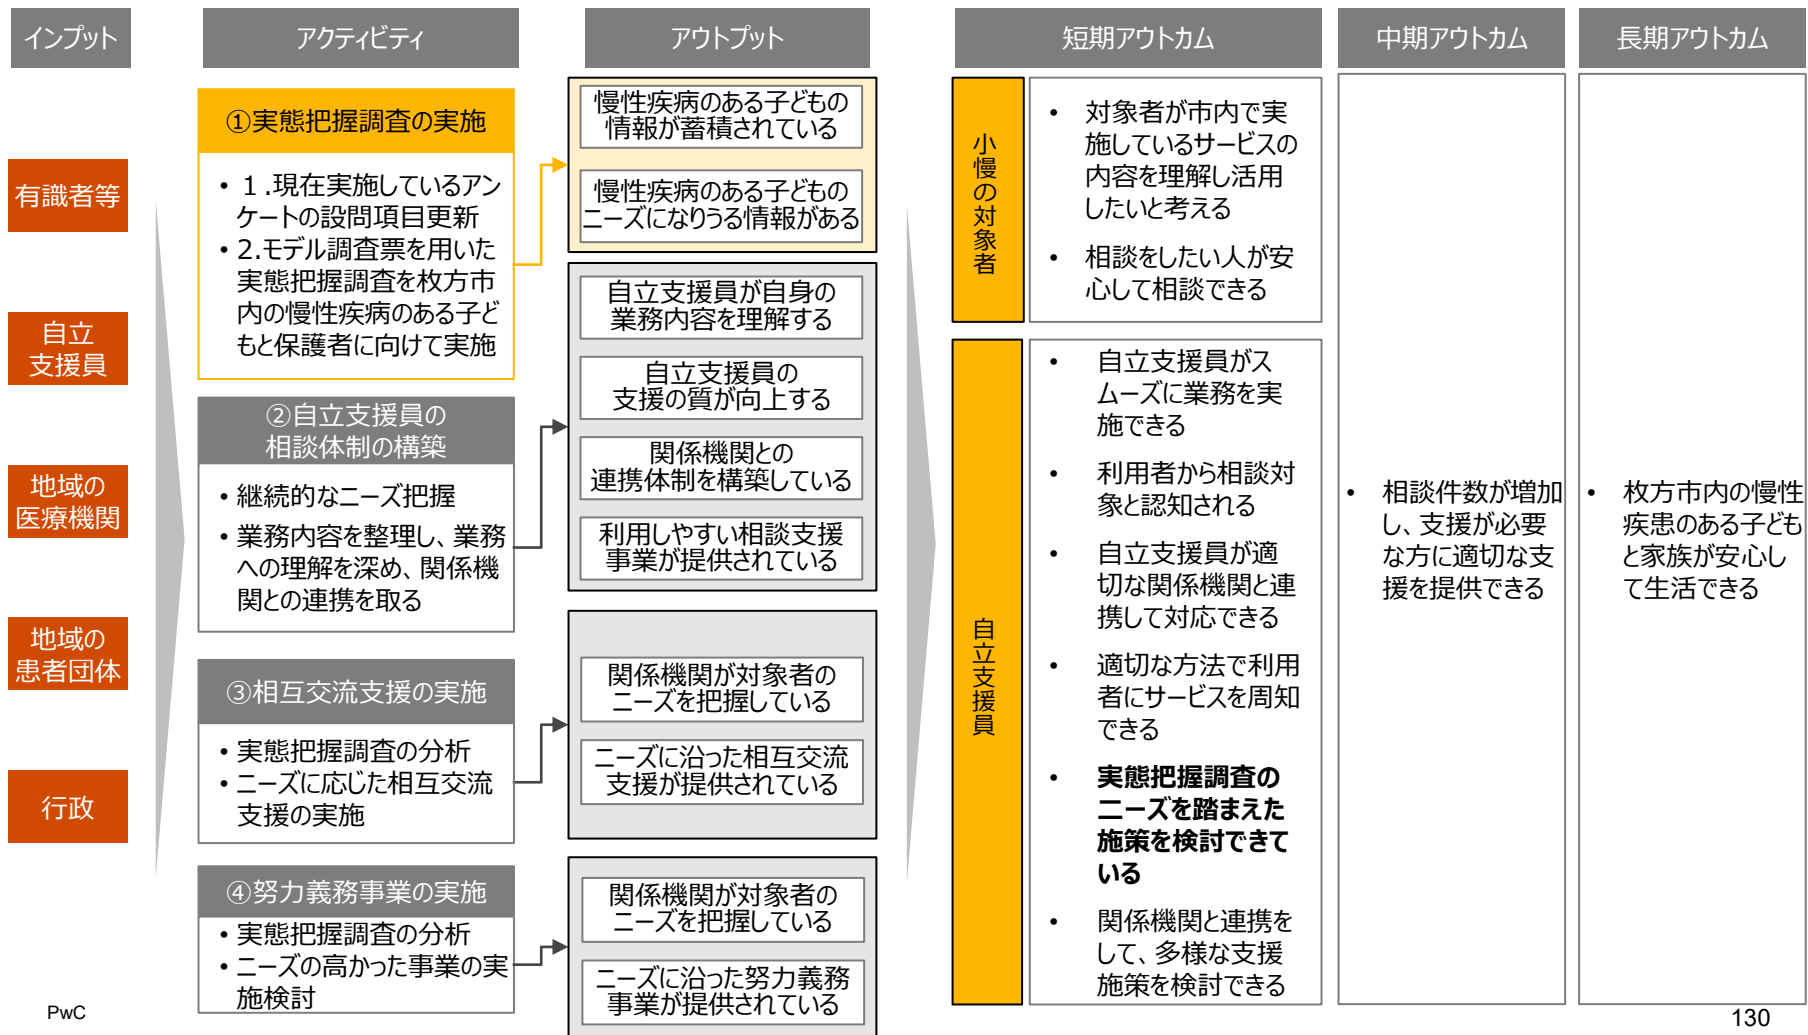 インプット
アクティビティ
アウトプット
短期アウトカム
中期アウトカム
長期アウトカム
有識者等
自立
支援員
地域の
医療機関
地域の
患者団体
行政
①実態把握調査の実施
• １.現在実施しているアン
ケートの設問項目更新
• 2.モデル調査票を用いた
実態把握調査を枚方市
内の慢性疾病のある子ど
もと保護者に向けて実施
②自立支援員の
相談体制の構築
• 継続的なニーズ把握
• 業務内容を整理し、業務
への理解を深め、関係機
関との連携を取る
③相互交流支援の実施
• 実態把握調査の分析
• ニーズに応じた相互交流
支援の実施
④努力義務事業の実施
• 実態把握調査の分析
• ニーズの高かった事業の実
施検討
慢性疾病のある子どもの
情報が蓄積されている
慢性疾病のある子どもの
ニーズになりうる情報がある
自立支援員が自身の
業務内容を理解する
自立支援員の
支援の質が向上する
関係機関との
連携体制を構築している
利用しやすい相談支援
事業が提供されている
関係機関が対象者の
ニーズを把握している
ニーズに沿った相互交流
支援が提供されている
関係機関が対象者の
ニーズを把握している
ニーズに沿った努力義務
事業が提供されている
小慢の対象者
• 対象者が市内で実
施しているサービスの
内容を理解し活用
したいと考える
• 相談をしたい人が安
心して相談できる
自立支援員
• 自立支援員がス
ムーズに業務を実
施できる
• 利用者から相談対
象と認知される
• 自立支援員が適
切な関係機関と連
携して対応できる
• 適切な方法で利用
者にサービスを周知
できる
• 実態把握調査の
ニーズを踏まえた
施策を検討できて
いる
• 関係機関と連携を
して、多様な支援
施策を検討できる
• 相談件数が増加
し、支援が必要
な方に適切な支
援を提供できる
• 枚方市内の慢性
疾患のある子ども
と家族が安心し
て生活できる
PwC
130